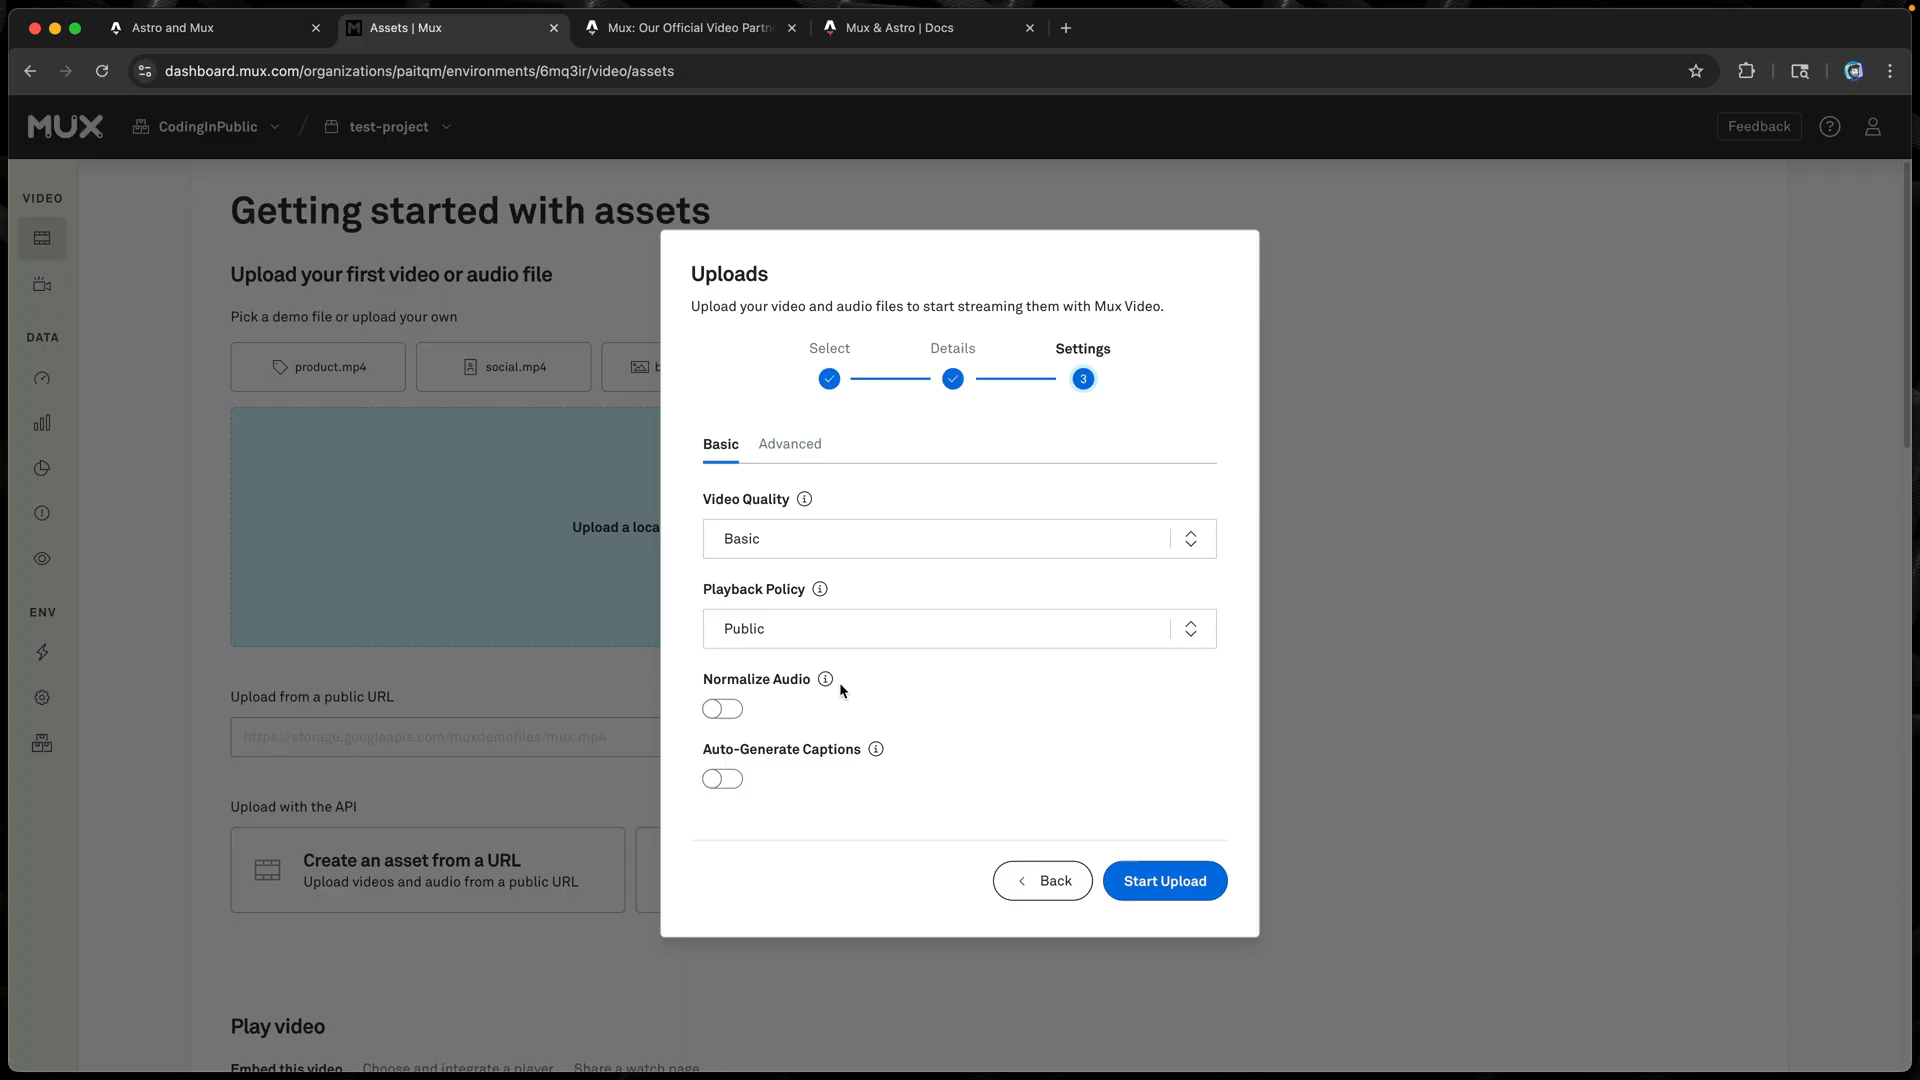 Astro and Mux
Assets | Mux
Mux: Our Official Video Partn
Mux & Astro | Docs
dashboard.mux.com/organizations/paitqm/environments/6mq3ir/video/assets
MUX
CodingInPublic
/
test-project
Feedback
VIDEO
DATA
ENV
Getting started with assets
Upload your first video or audio file
Pick a demo file or upload your own
product.mp4
social.mp4
b
Upload a loca
Upload from a public URL
https://storage.googleapis.com/muxdemofiles/mux.mp4
Upload with the API
Create an asset from a URL
Upload videos and audio from a public URL
Play video
Embed this video
Choose and integrate a player
Share a watch page
Uploads
Upload your video and audio files to start streaming them with Mux Video.
Select
Details
Settings
3
Basic
Advanced
Video Quality
Basic
Playback Policy
Public
Normalize Audio
Auto-Generate Captions
Back
Start Upload